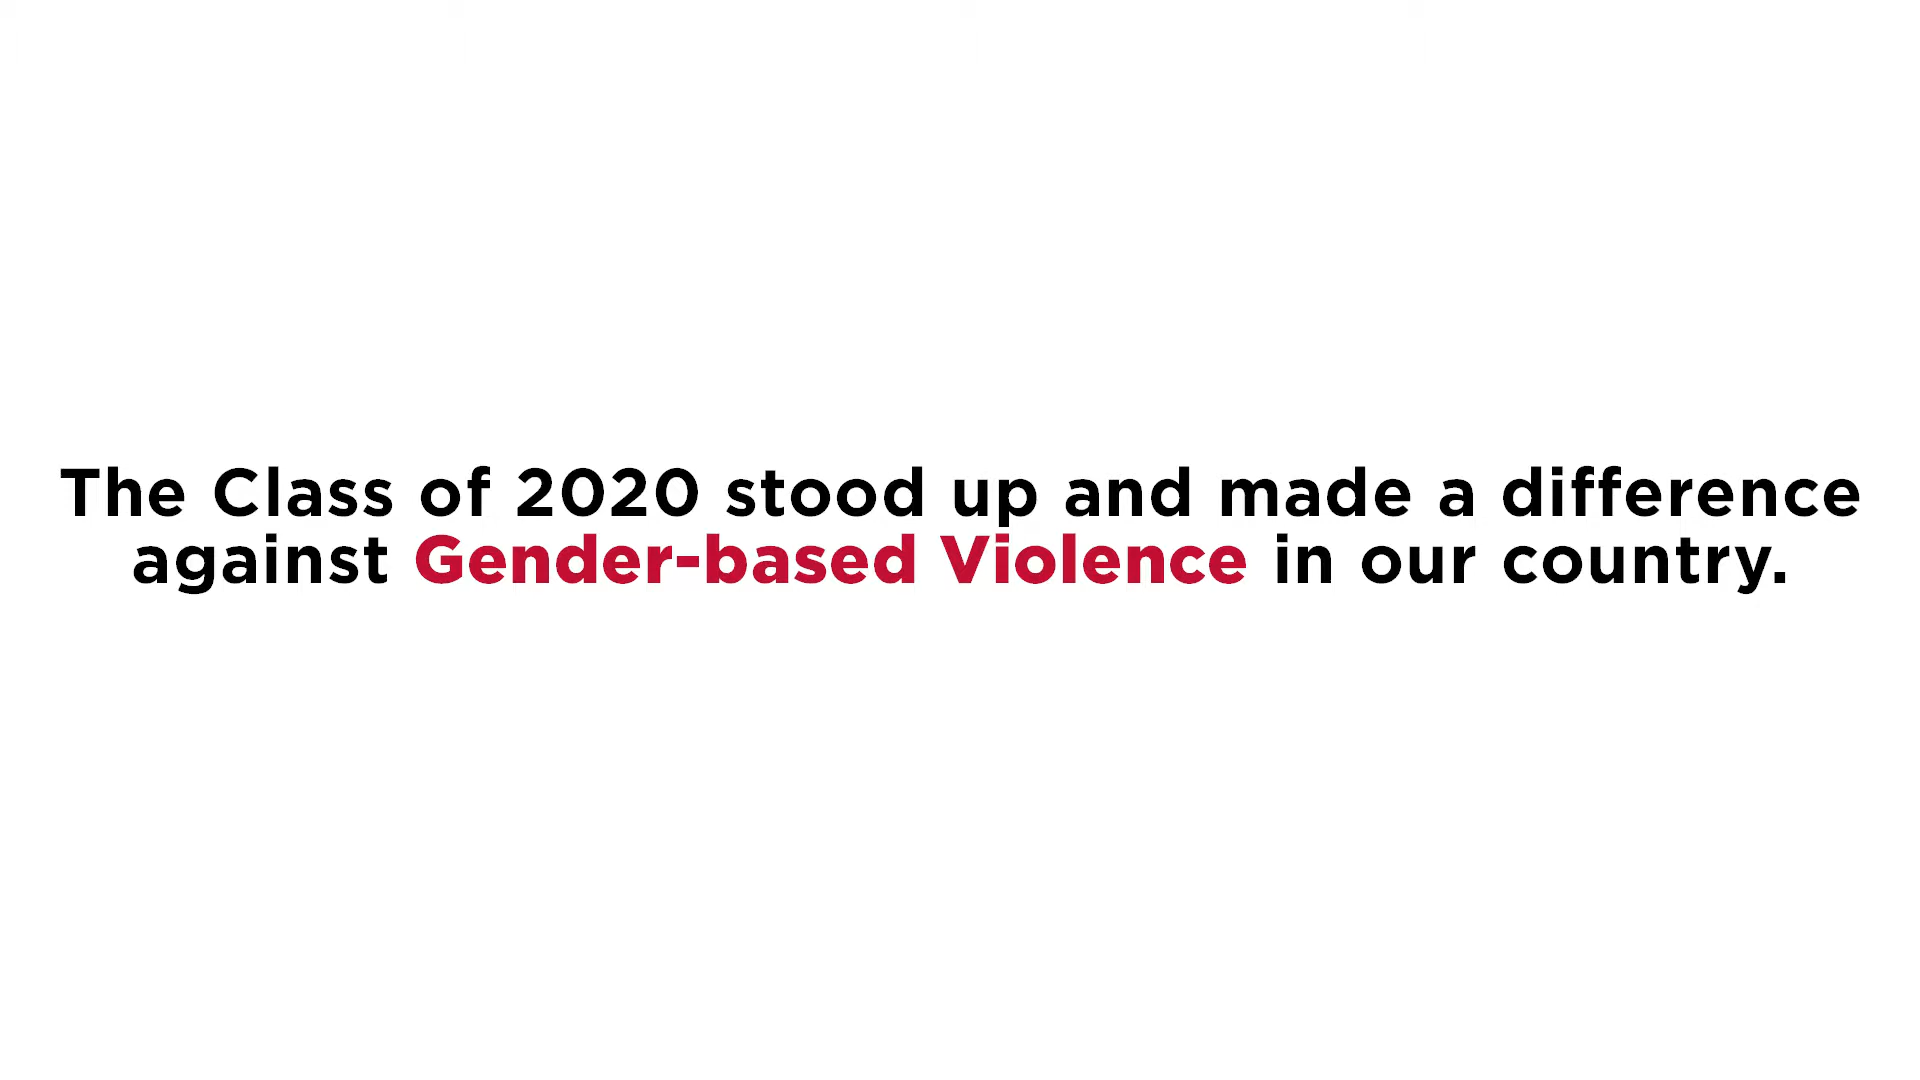 The Class of 2020 stood up and made a difference
against Gender-based Violence in our country.